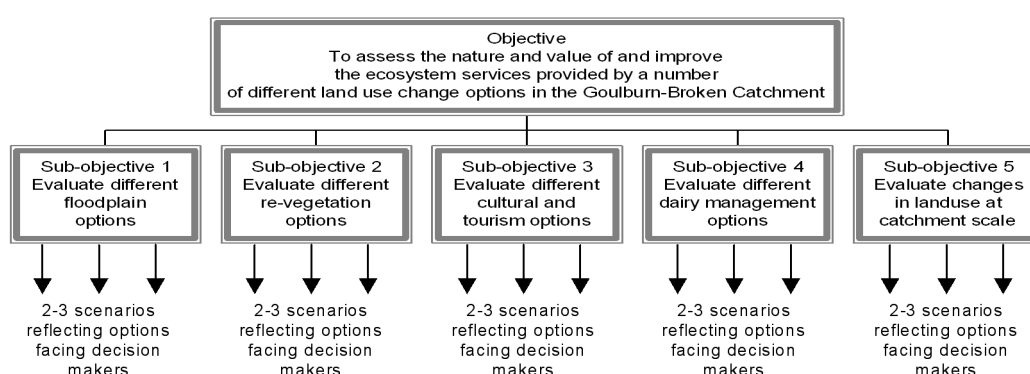 Objective
To assess the nature and value of and improve
the ecosystem services provided by a number
of different land use change options in the Goulburn-Broken Catchment
Sub-objective 1
Evaluate different
floodplain
options
Sub-objective 2
Evaluate different
re-vegetation
options
Sub-objective 3
Evaluate different
cultural and
tourism options
Sub-objective 4
Evaluate different
dairy management
options
Sub-objective 5
Evaluate changes
in landuse at
catchment scale
2-3 scenarios
reflecting options
facing decision
makers
2-3 scenarios
reflecting options
facing decision
makers
2-3 scenarios
reflecting options
facing decision
makers
2-3 scenarios
reflecting options
facing decision
makers
2-3 scenarios
reflecting options
facing decision
makers